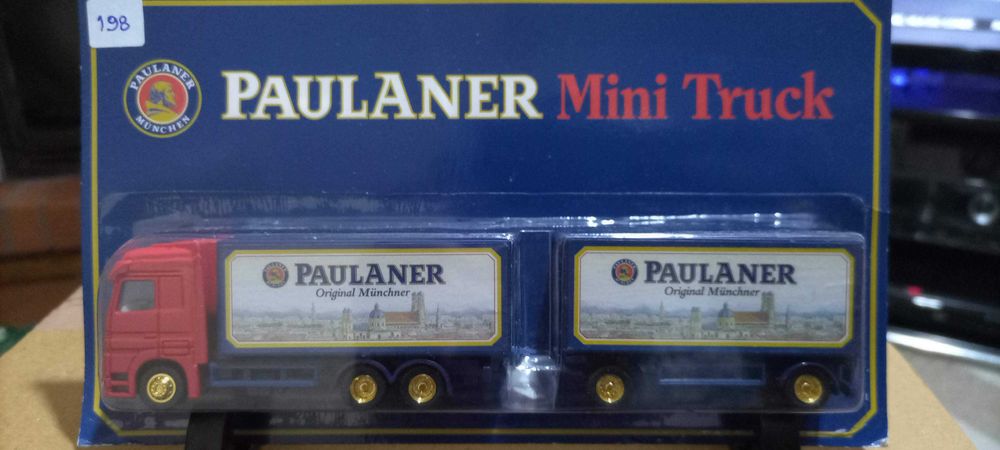 198
PAULANER
MÜNCHEN
PAULANER Mini Truck
PAULANER
Original Münchner
PAULANER
Original Münchner